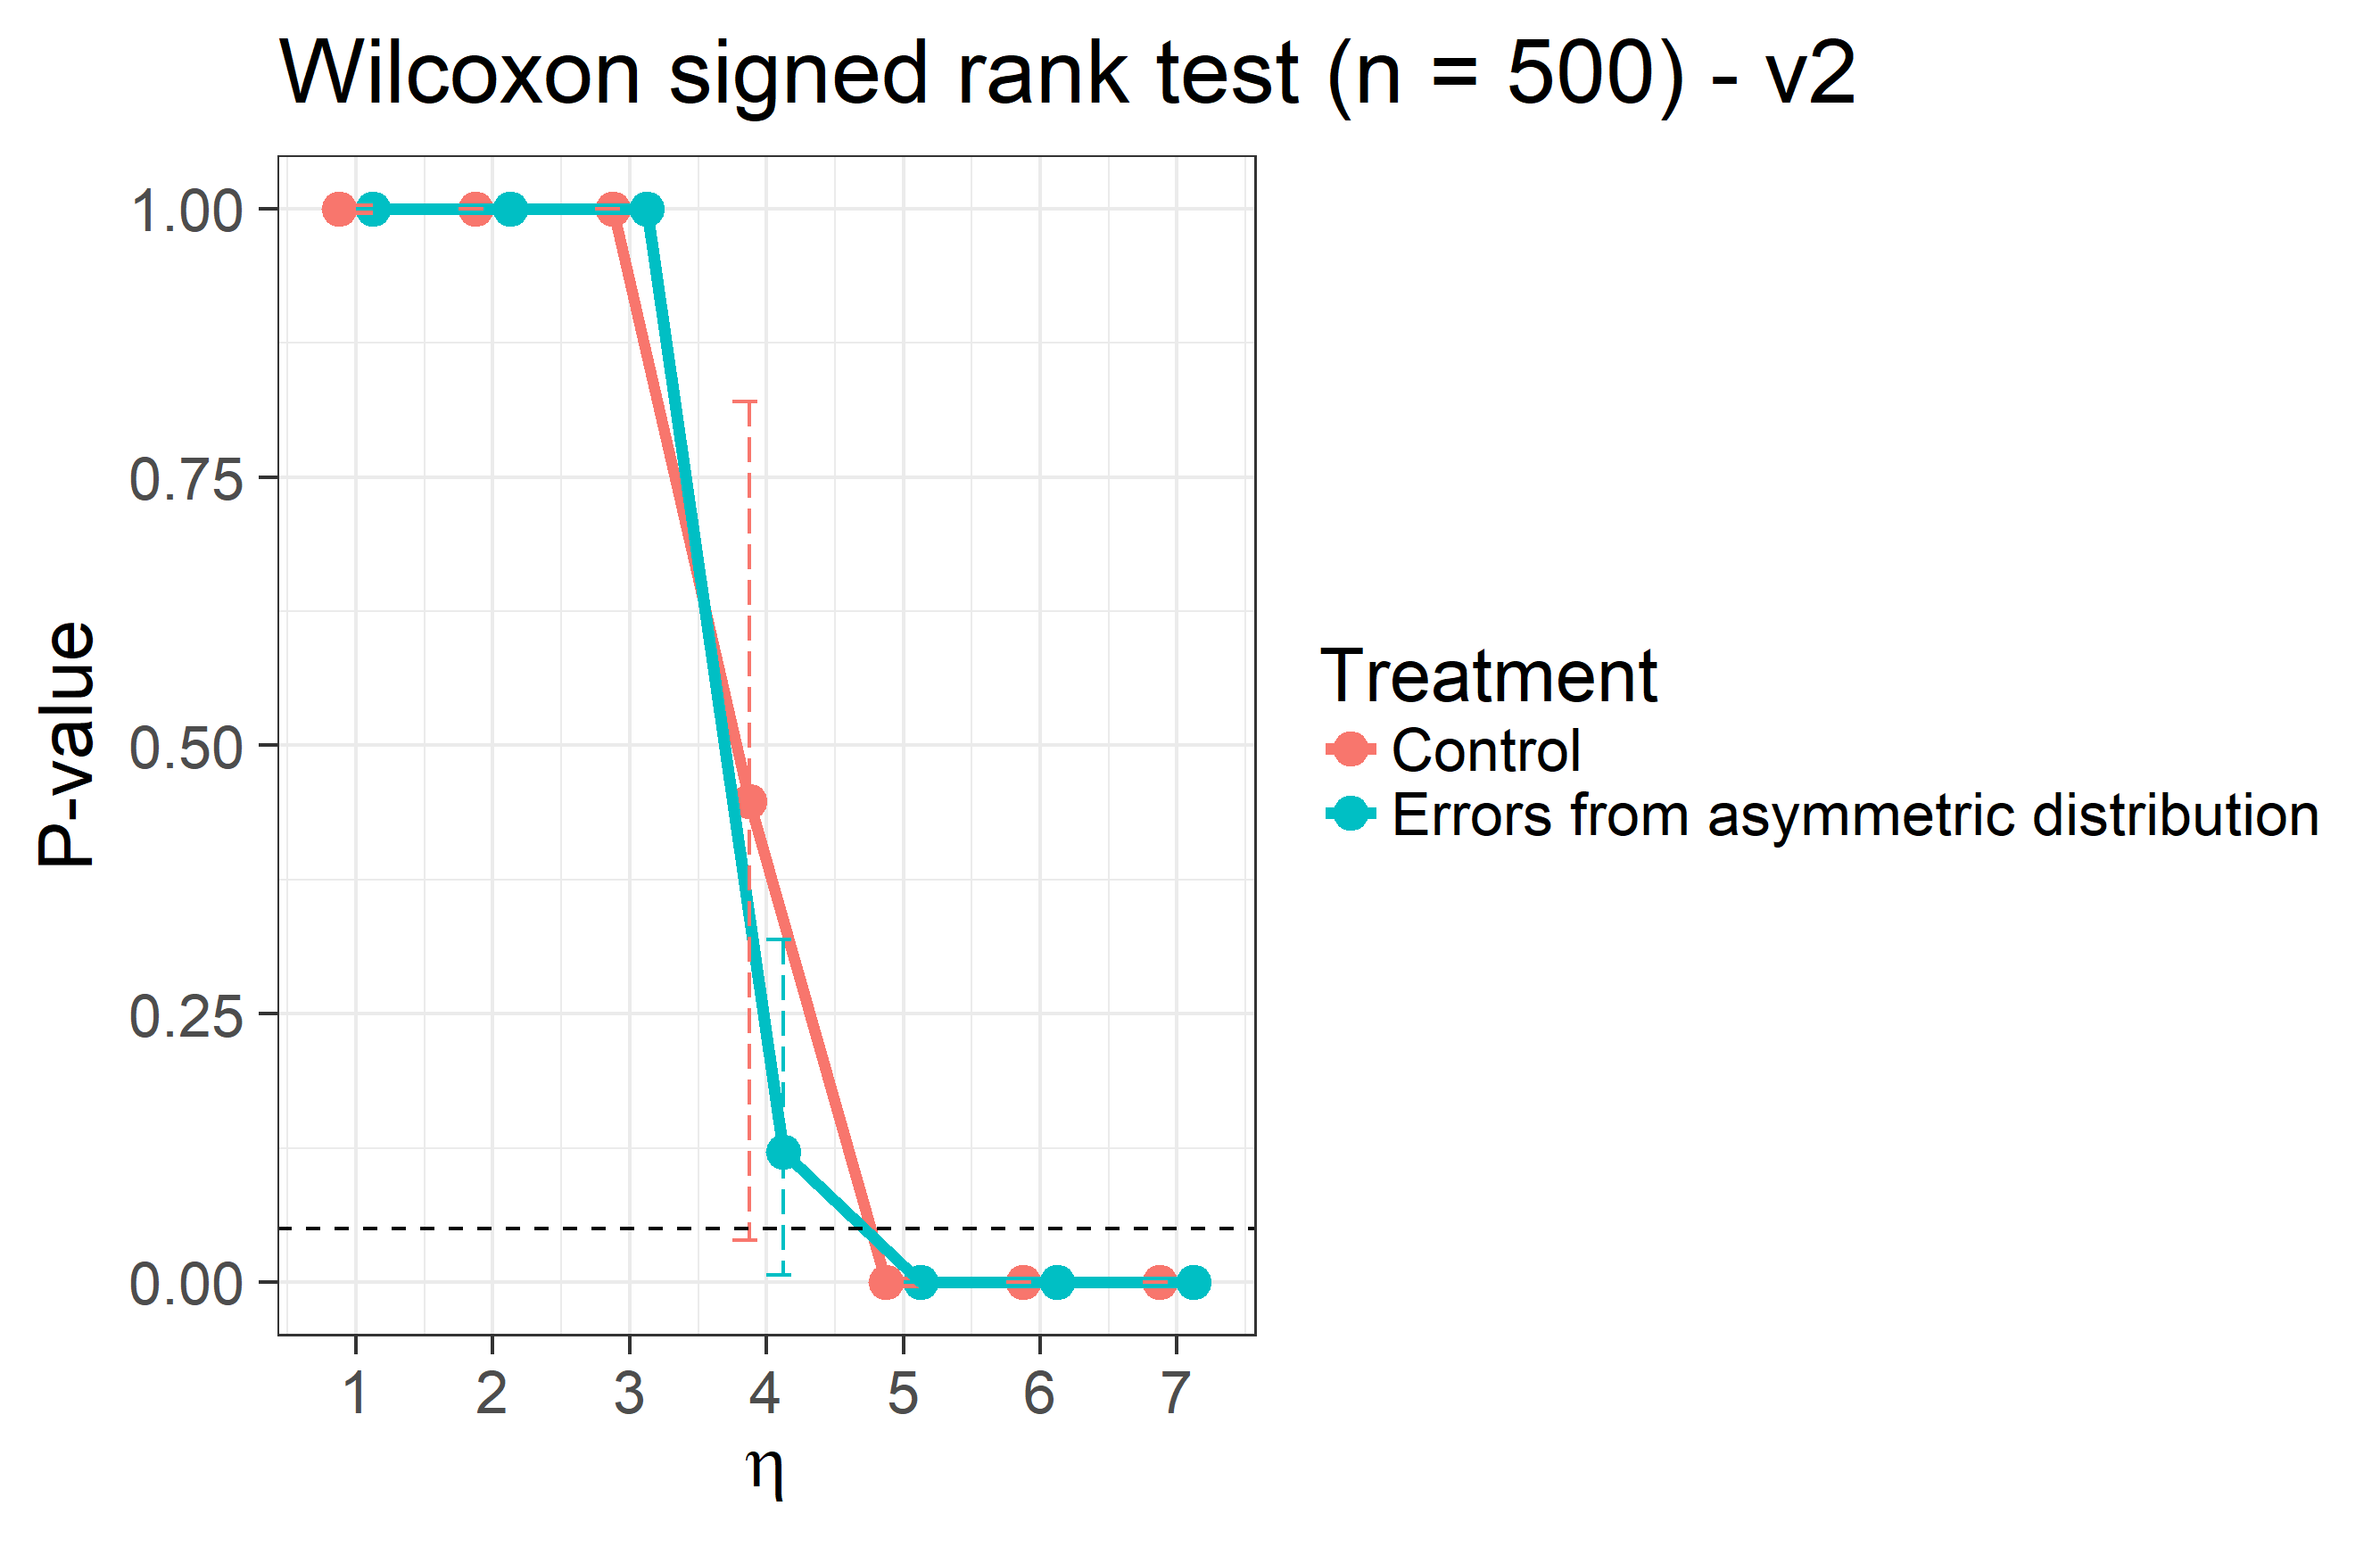 Wilcoxon signed rank test (n = 500) - v2
P-value
1.00
0.75
0.50
0.25
0.00
1 2 3 4 5 6 7
η
Treatment
Control
Errors from asymmetric distribution